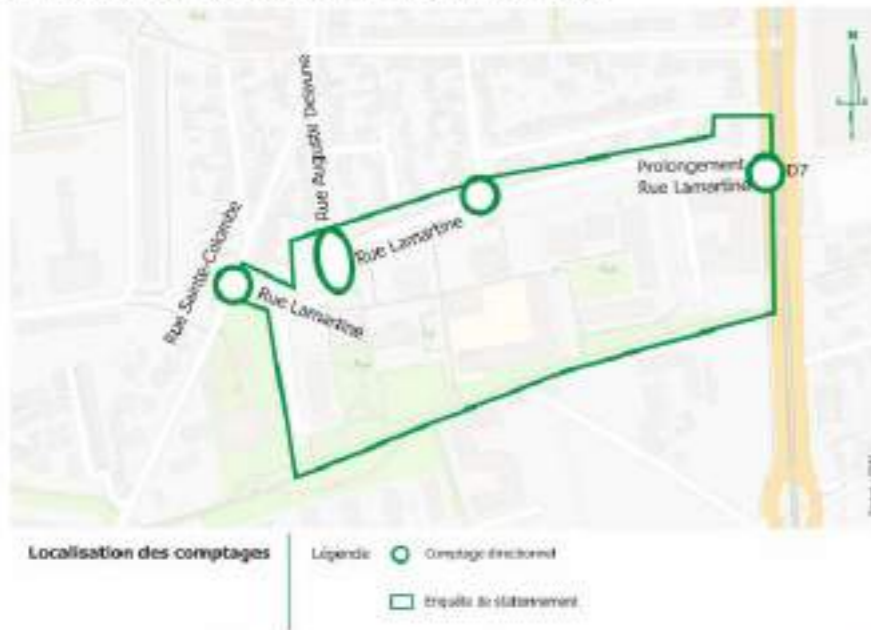 N
Rue Auguste
Prolongement
Rue Lamartine
D7
Rue Lamartine
Rue Sainte-Colombe
Rue Lamartine
Localisation des comptages
Légende
Comptage directionnel
Enquête de stationnement